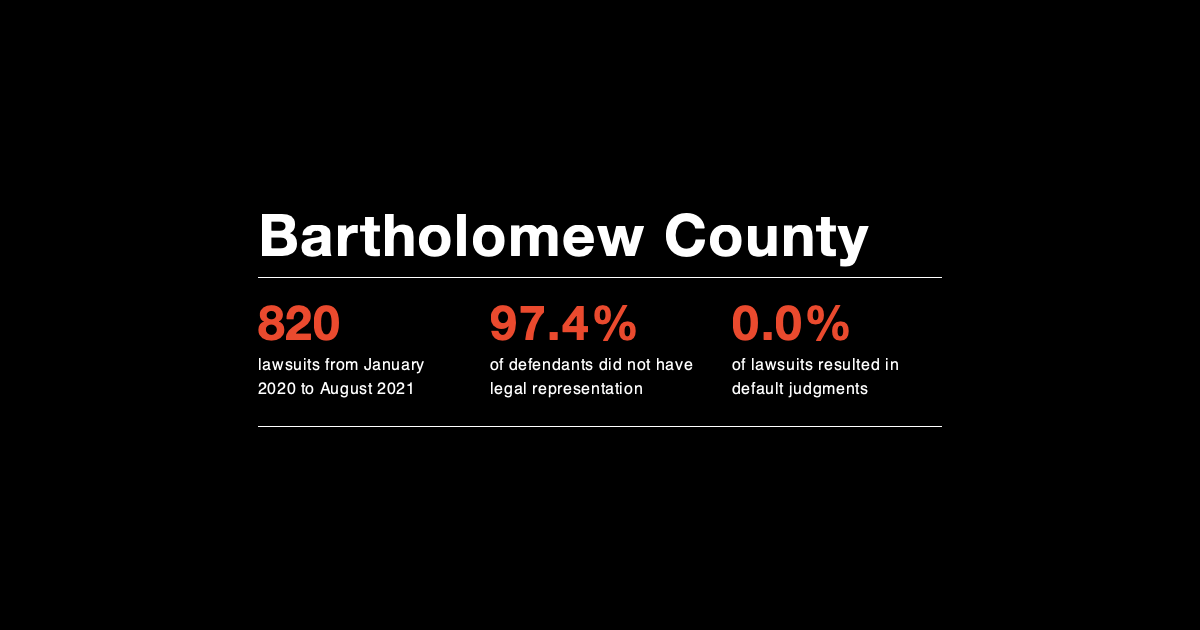 Bartholomew County
820
lawsuits from January
2020 to August 2021
97.4%
of defendants did not have
legal representation
0.0%
of lawsuits resulted in
default judgments